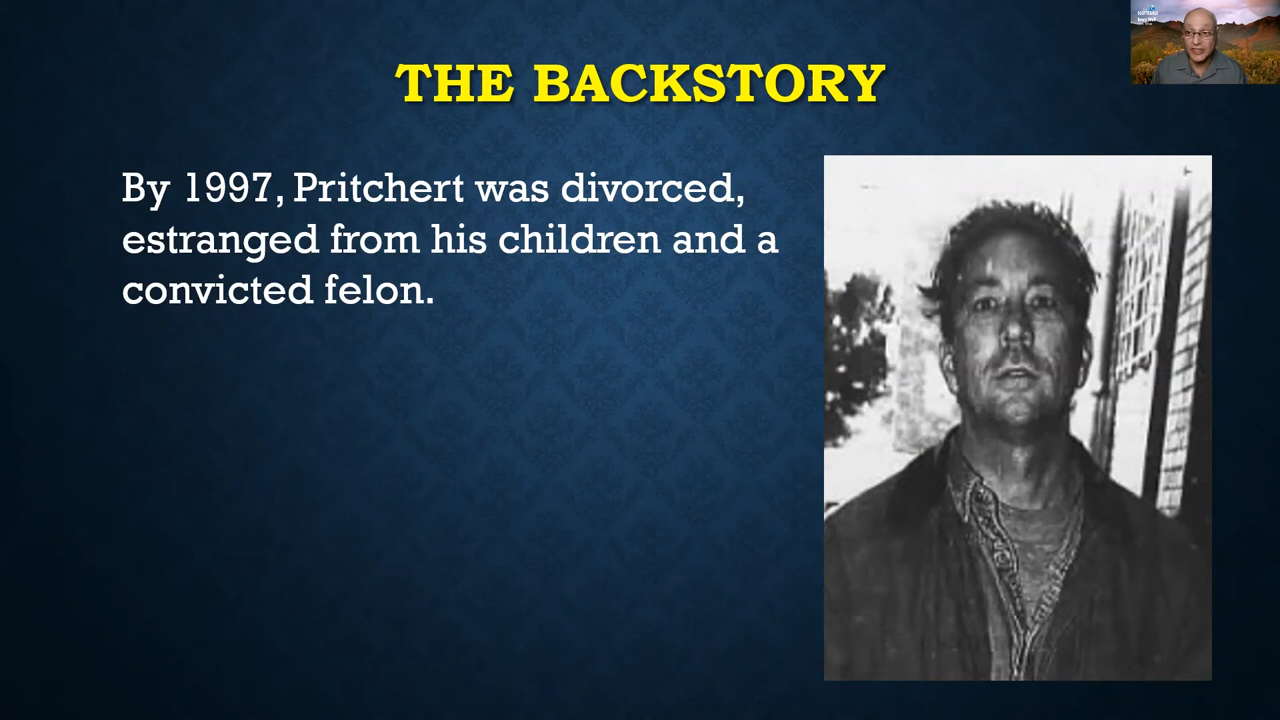 THE BACKSTORY
By 1997, Pritchert was divorced,
estranged from his children and a
convicted felon.